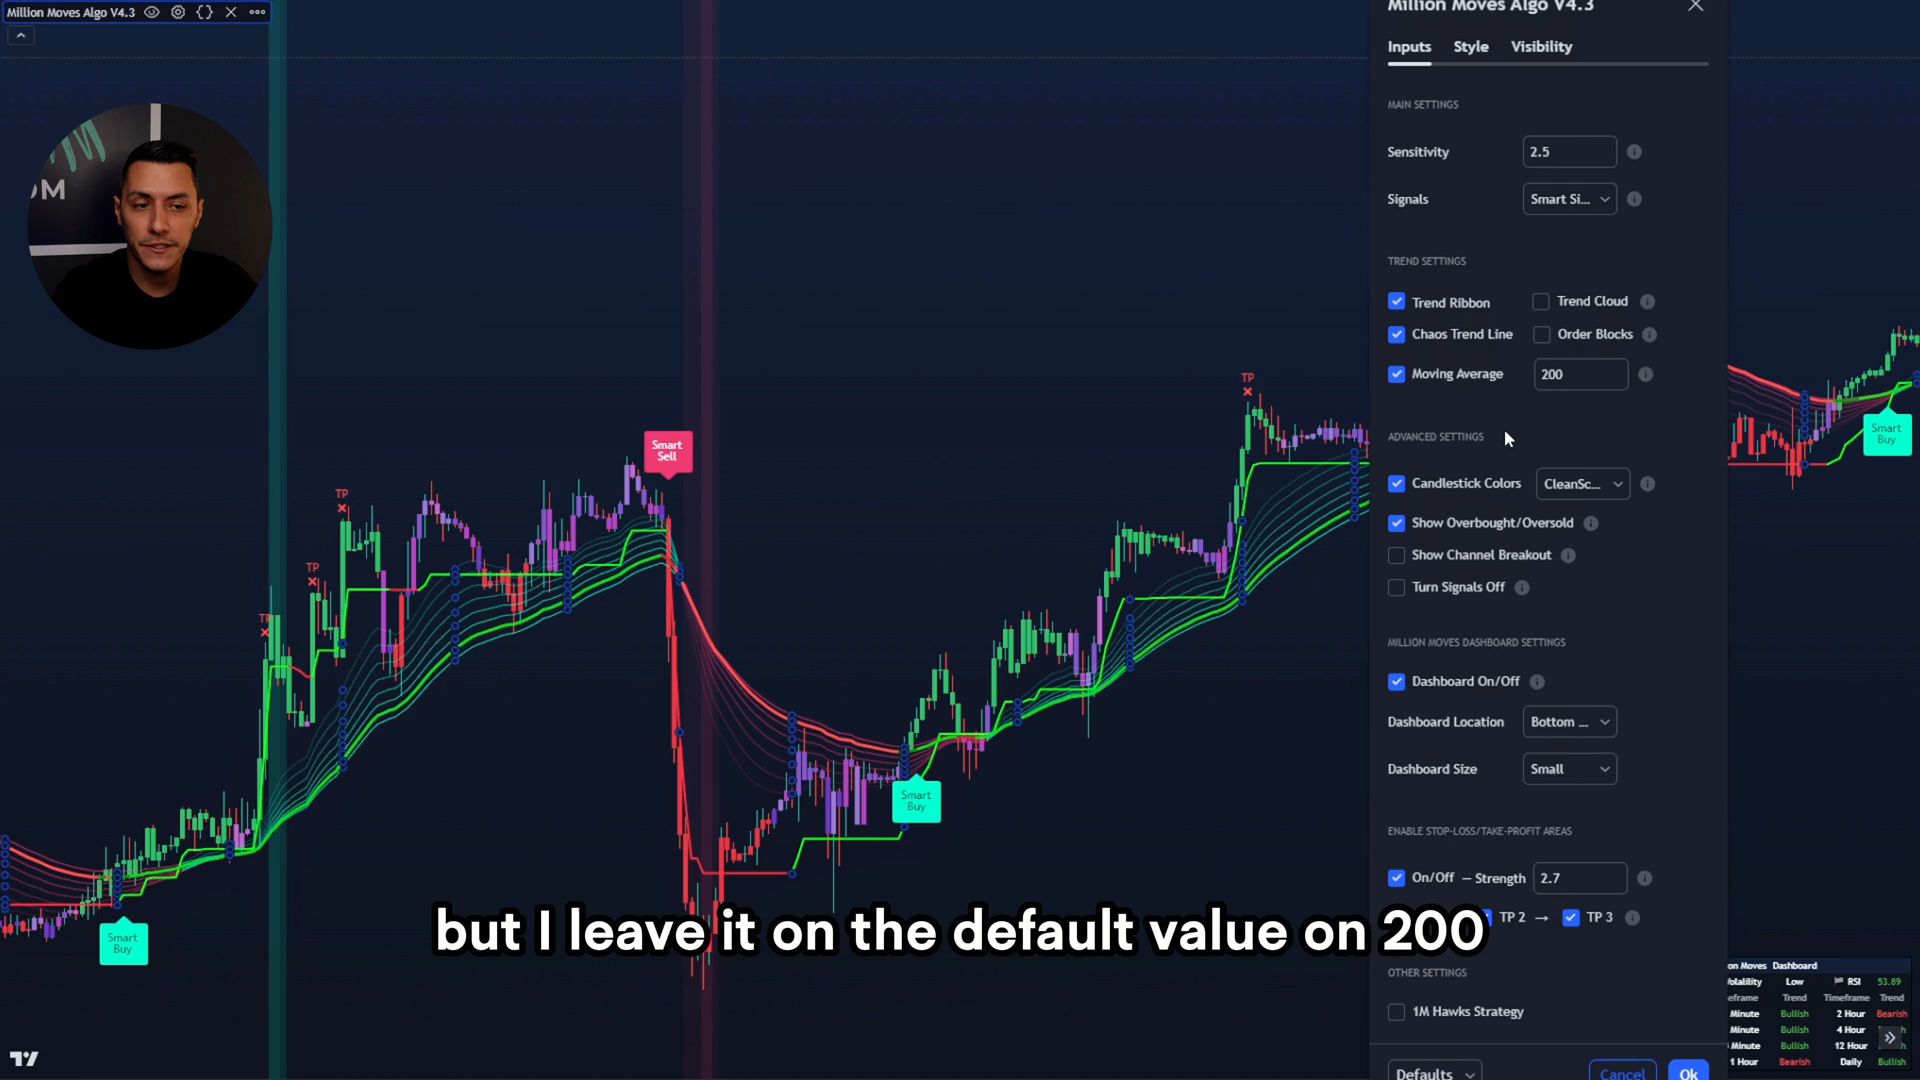 Million Moves Algo V4.3
Million Moves Algo V4.3
Inputs Style Visibility
MAIN SETTINGS
Sensitivity 2.5
Signals Smart Si...
TREND SETTINGS
Trend Ribbon Trend Cloud
Chaos Trend Line Order Blocks
Moving Average 200
ADVANCED SETTINGS
Candlestick Colors CleanSc...
Show Overbought/Oversold
Show Channel Breakout
Turn Signals Off
MILLION MOVES DASHBOARD SETTINGS
Dashboard On/Off
Dashboard Location Bottom ...
Dashboard Size Small
ENABLE STOP-LOSS/TAKE-PROFIT AREAS
On/Off — Strength 2.7
TP 2 → TP 3
OTHER SETTINGS
1M Hawks Strategy
Defaults Cancel Ok
OM
TP
TP
TP
TP
Smart
Sell
Smart
Buy
Smart
Buy
Smart
Buy
but I leave it on the default value on 200
on Moves Dashboard
Volatility Low RSI 53.89
eframe Trend Timeframe Trend
Minute Bullish 2 Hour Bearish
Minute Bullish 4 Hour
Minute Bullish 12 Hour
1 Hour Bearish Daily Bullish